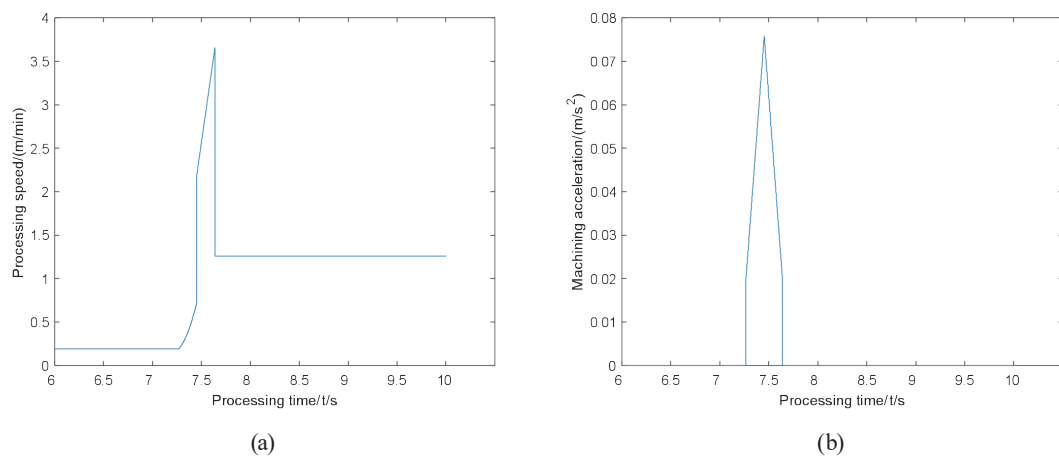 4
3.5
3
2.5
2
1.5
1
0.5
0
Processing speed/(m/min)
6 6.5 7 7.5 8 8.5 9 9.5 10
Processing time/t/s
(a)
0.08
0.07
0.06
0.05
0.04
0.03
0.02
0.01
0
Machining acceleration/(m/s²)
6 6.5 7 7.5 8 8.5 9 9.5 10
Processing time/t/s
(b)